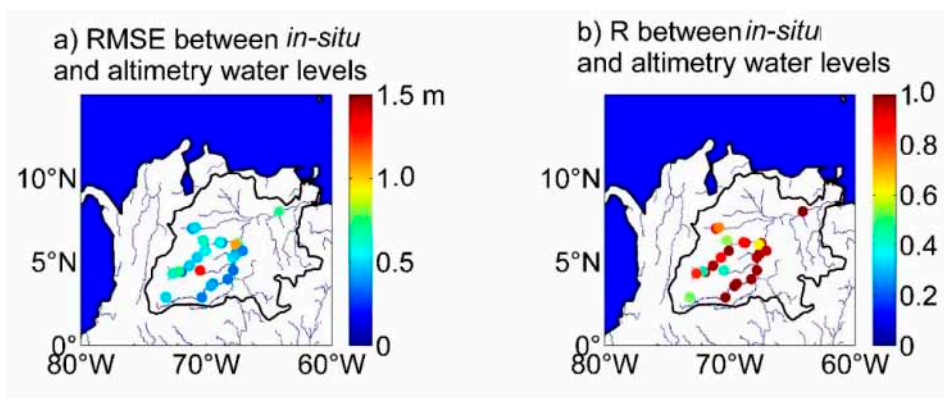 a) RMSE between in-situ
and altimetry water levels
1.5 m
1.0
0.5
0
10°N
5°N
0°
80°W
70°W
60°W
b) R between in-situ
and altimetry water levels
1.0
0.8
0.6
0.4
0.2
0
10°N
5°N
0°
80°W
70°W
60°W